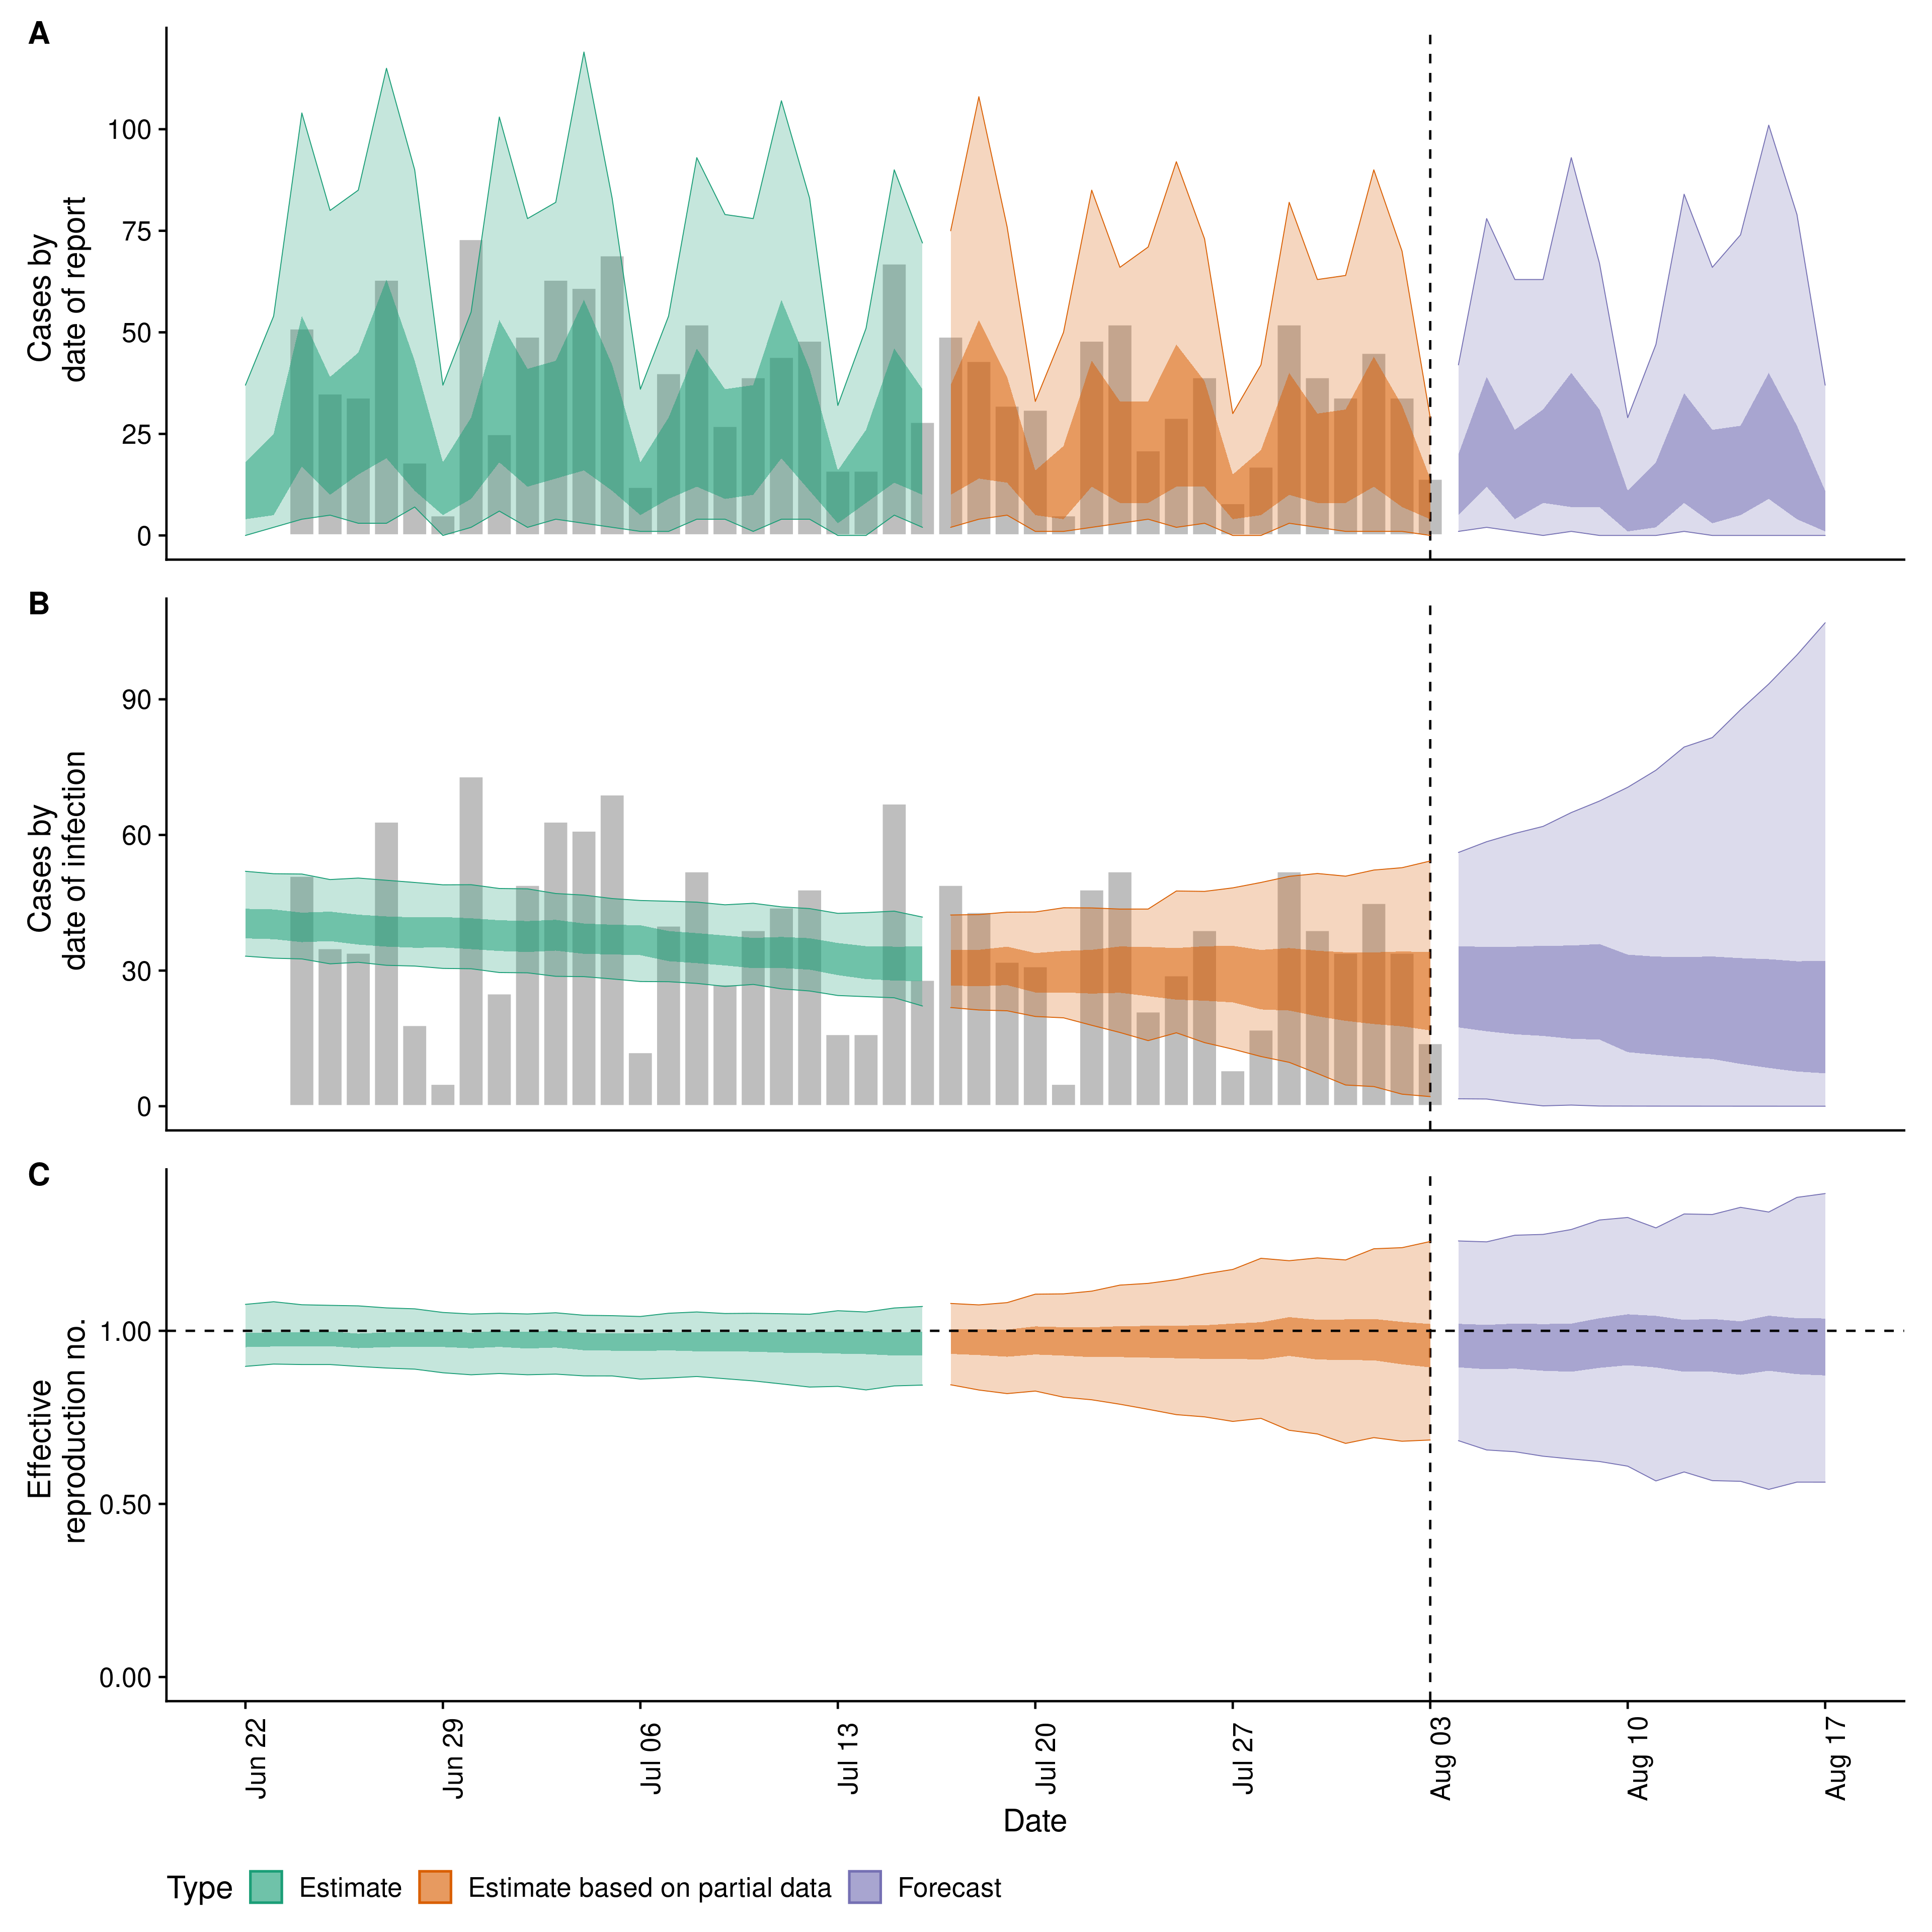 A
Cases by
date of report
100
75
50
25
0
B
Cases by
date of infection
90
60
30
0
C
Effective
reproduction no.
1.00
0.50
0.00
Jun 22
Jun 29
Jul 06
Jul 13
Jul 20
Jul 27
Aug 03
Aug 10
Aug 17
Date
Type Estimate Estimate based on partial data Forecast